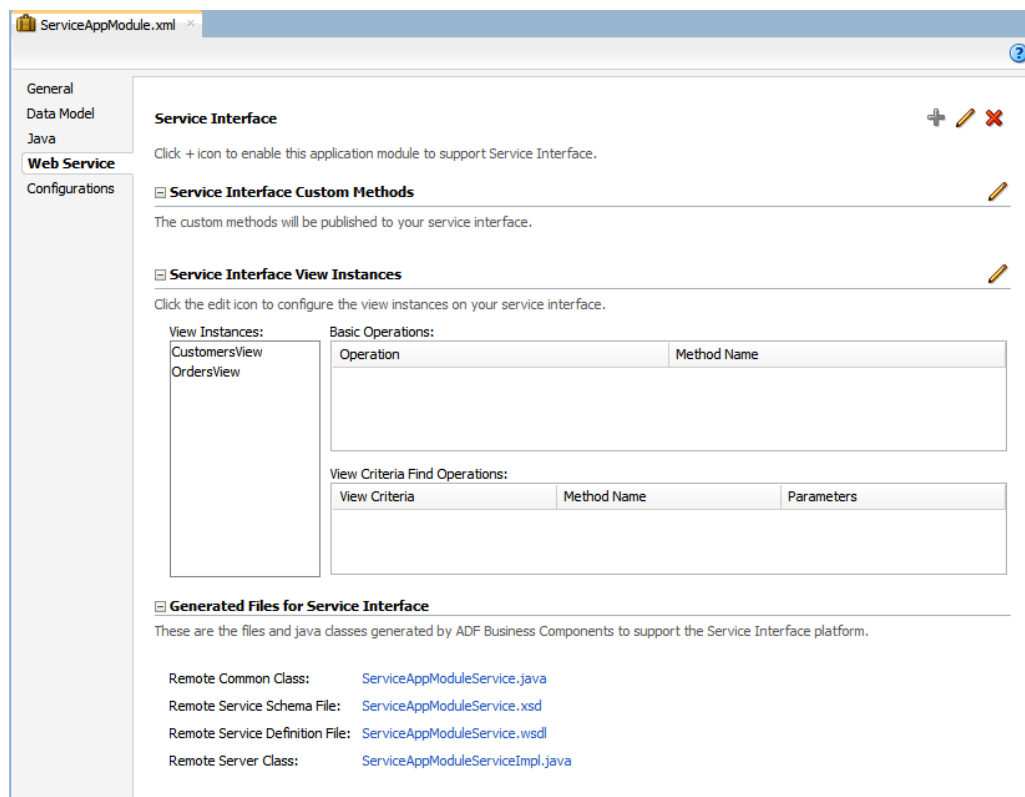 ServiceAppModule.xml
General
Data Model
Java
Web Service
Configurations
Service Interface
Click + icon to enable this application module to support Service Interface.
Service Interface Custom Methods
The custom methods will be published to your service interface.
Service Interface View Instances
Click the edit icon to configure the view instances on your service interface.
View Instances:
CustomersView
OrdersView
Basic Operations:
Operation Method Name
View Criteria Find Operations:
View Criteria Method Name Parameters
Generated Files for Service Interface
These are the files and java classes generated by ADF Business Components to support the Service Interface platform.
Remote Common Class: ServiceAppModuleService.java
Remote Service Schema File: ServiceAppModuleService.xsd
Remote Service Definition File: ServiceAppModuleService.wsdl
Remote Server Class: ServiceAppModuleServiceImpl.java